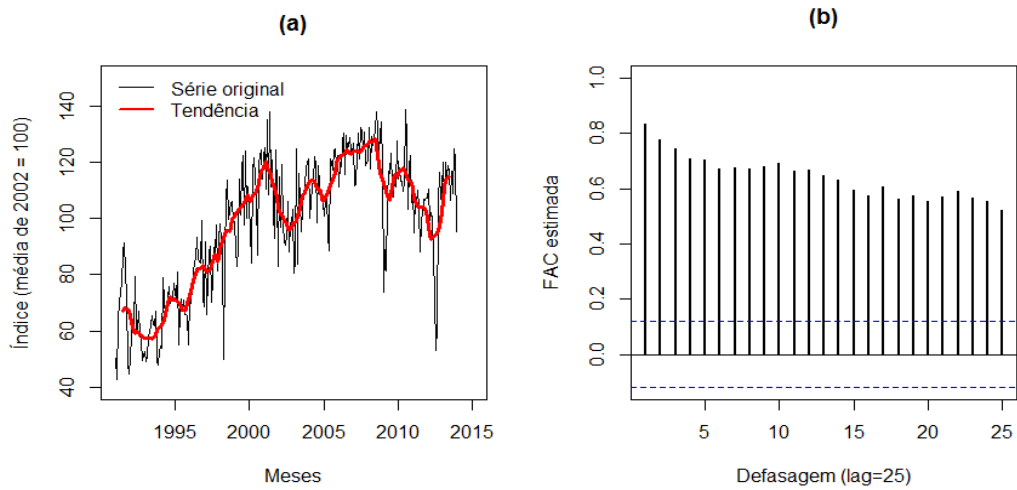 (a)
Índice (média de 2002 = 100)
140
120
100
80
60
40
Série original
Tendência
1995
2000
2005
2010
2015
Meses
(b)
FAC estimada
1.0
0.8
0.6
0.4
0.2
0.0
5
10
15
20
25
Defasagem (lag=25)